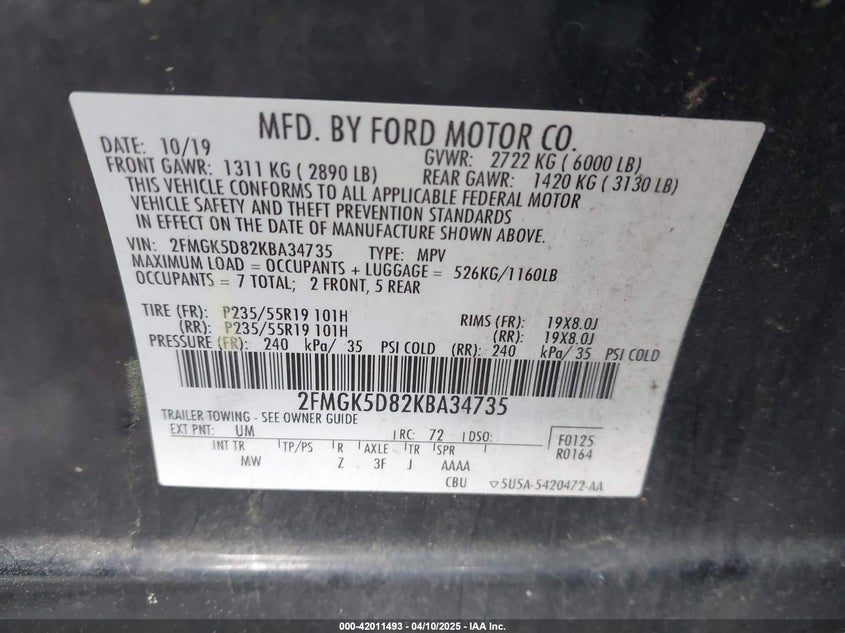 MFD. BY FORD MOTOR CO.
DATE: 10/19 GVWR: 2722 KG ( 6000 LB)
FRONT GAWR: 1311 KG ( 2890 LB) REAR GAWR: 1420 KG ( 3130 LB)
THIS VEHICLE CONFORMS TO ALL APPLICABLE FEDERAL MOTOR
VEHICLE SAFETY AND THEFT PREVENTION STANDARDS
IN EFFECT ON THE DATE OF MANUFACTURE SHOWN ABOVE.
VIN: 2FMGK5D82KBA34735 TYPE: MPV
MAXIMUM LOAD = OCCUPANTS + LUGGAGE = 526KG/1160LB
OCCUPANTS = 7 TOTAL; 2 FRONT, 5 REAR
TIRE (FR): P235/55R19 101H RIMS (FR): 19X8.0J
(RR): P235/55R19 101H (RR): 19X8.0J
PRESSURE (FR): 240 kPa/ 35 PSI COLD (RR): 240 kPa/ 35 PSI COLD
2FMGK5D82KBA34735
TRAILER TOWING - SEE OWNER GUIDE
EXT PNT: UM RC: 72 DSO: F0125
INT TR TP/PS R AXLE TR SPR R0164
MW Z 3F J AAAA
CBU ▽5U5A-5420472-AA
000-42011493 - 04/10/2025 - © IAA Inc.